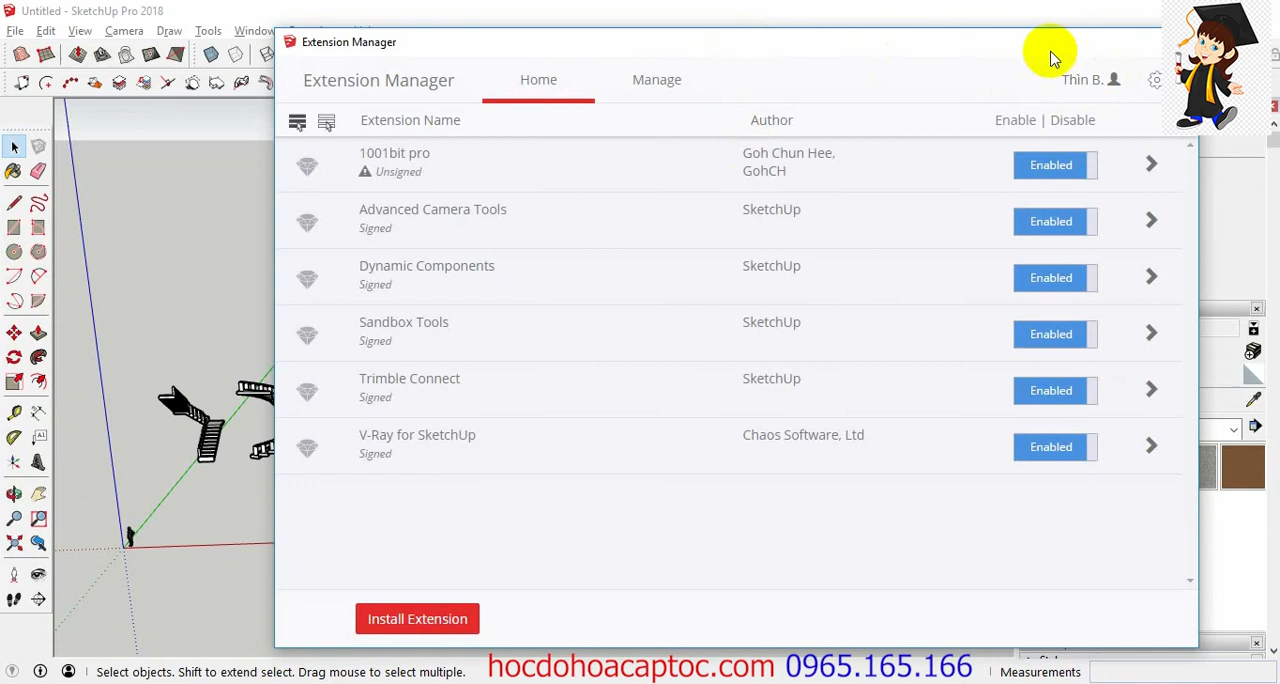 Untitled - SketchUp Pro 2018
File Edit View Camera Draw Tools Window
Extension Manager
Extension Manager Home Manage Thin B.
Extension Name Author Enable | Disable
1001bit pro Goh Chun Hee, Enabled
Unsigned GohCH
Advanced Camera Tools SketchUp Enabled
Signed
Dynamic Components SketchUp Enabled
Signed
Sandbox Tools SketchUp Enabled
Signed
Trimble Connect SketchUp Enabled
Signed
V-Ray for SketchUp Chaos Software, Ltd Enabled
Signed
Install Extension
Select objects. Shift to extend select. Drag mouse to select multiple. hocdohoacaptoc.com 0965.165.166 Measurements